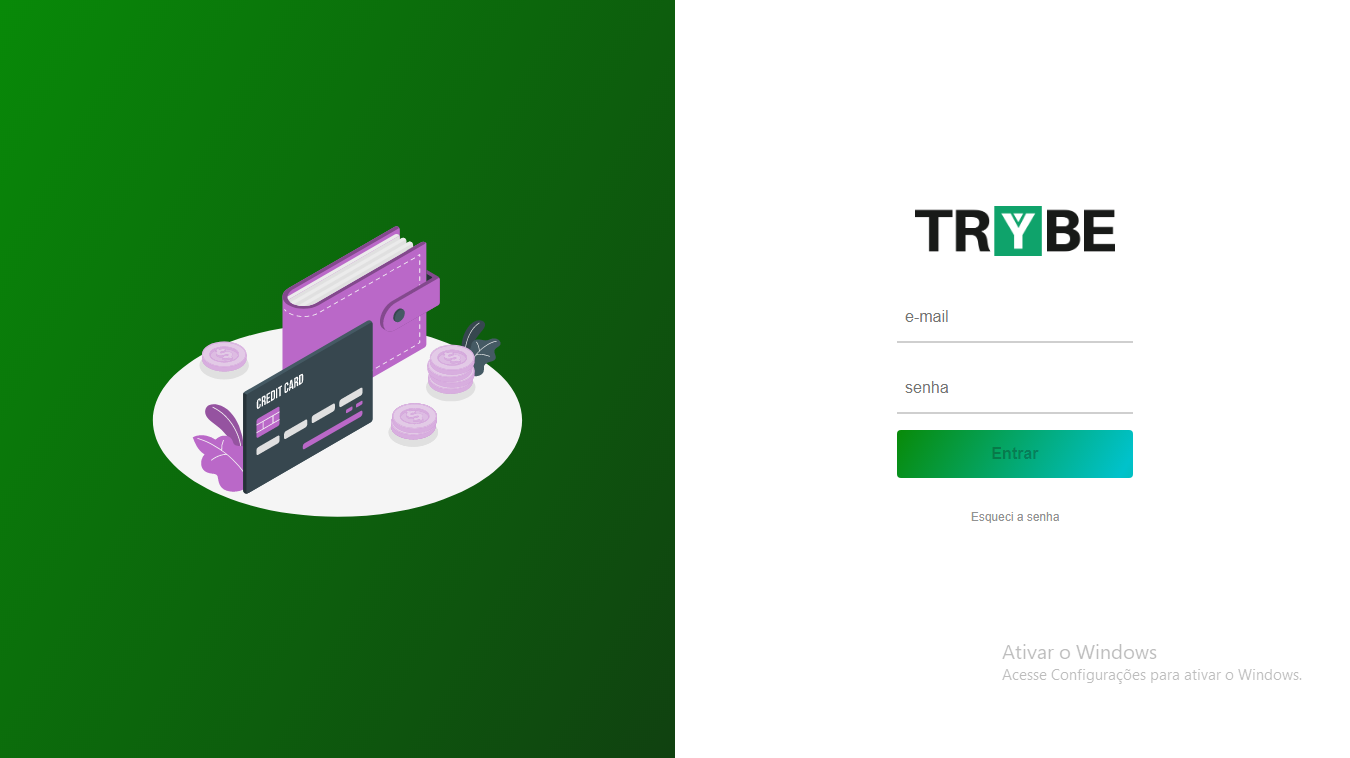 CREDIT CARD
TRYBE
e-mail
senha
Entrar
Esqueci a senha
Ativar o Windows
Acesse Configurações para ativar o Windows.